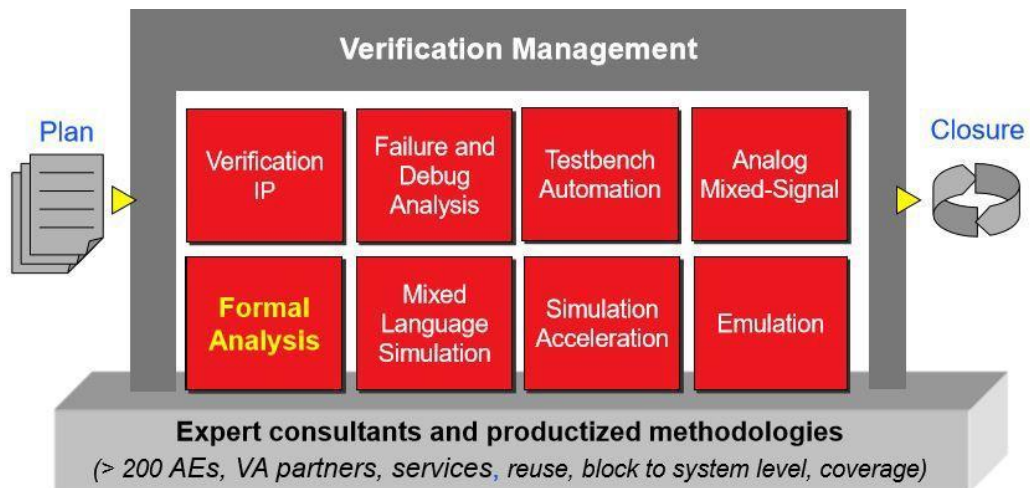 Verification Management
Plan
Closure
Verification
IP
Failure and
Debug
Analysis
Testbench
Automation
Analog
Mixed-Signal
Formal
Analysis
Mixed
Language
Simulation
Simulation
Acceleration
Emulation
Expert consultants and productized methodologies
(> 200 AEs, VA partners, services, reuse, block to system level, coverage)